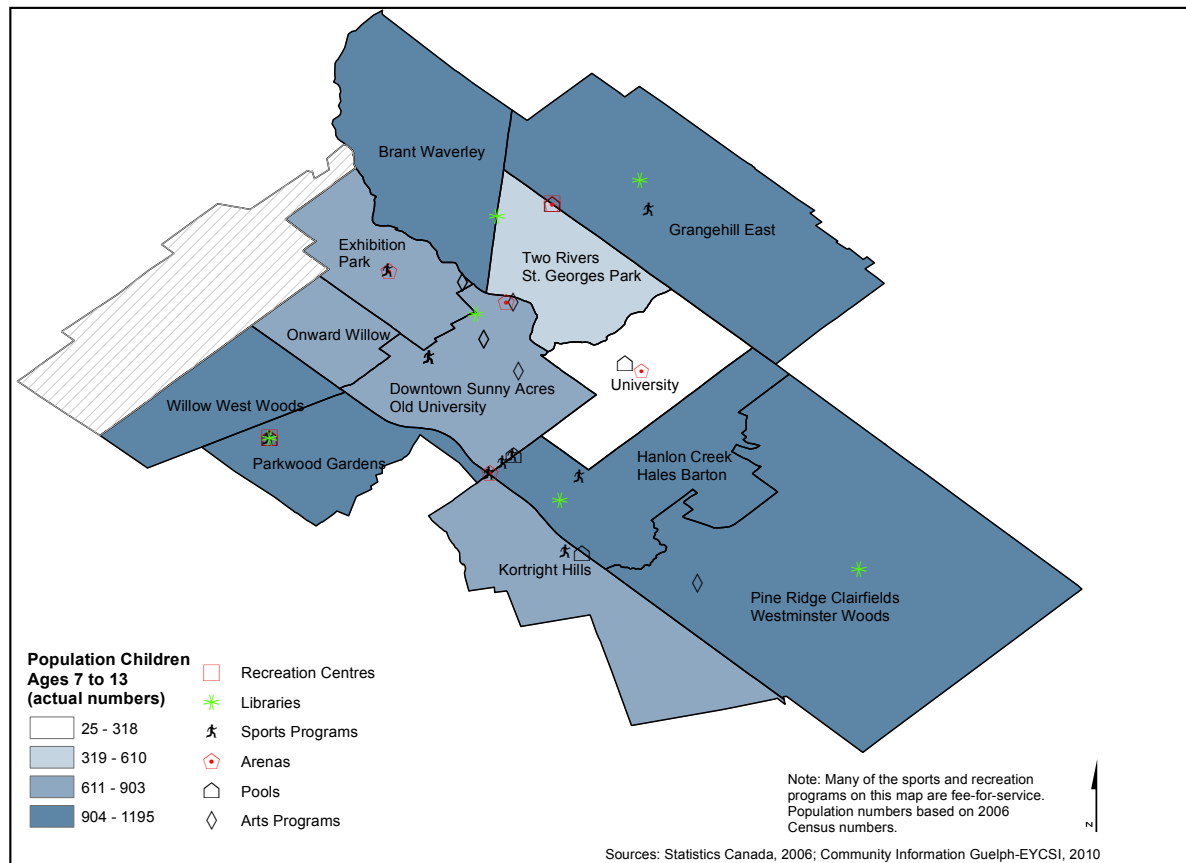 Brant Waverley
Grangehill East
Exhibition
Park
Two Rivers
St. Georges Park
Onward Willow
University
Downtown Sunny Acres
Old University
Willow West Woods
Parkwood Gardens
Hanlon Creek
Hales Barton
Kortright Hills
Pine Ridge Clairfields
Westminster Woods
Population Children
Ages 7 to 13
(actual numbers)
25 - 318
319 - 610
611 - 903
904 - 1195
Recreation Centres
Libraries
Sports Programs
Arenas
Pools
Arts Programs
Note: Many of the sports and recreation
programs on this map are fee-for-service.
Population numbers based on 2006
Census numbers.
N
Sources: Statistics Canada, 2006; Community Information Guelph-EYCSI, 2010